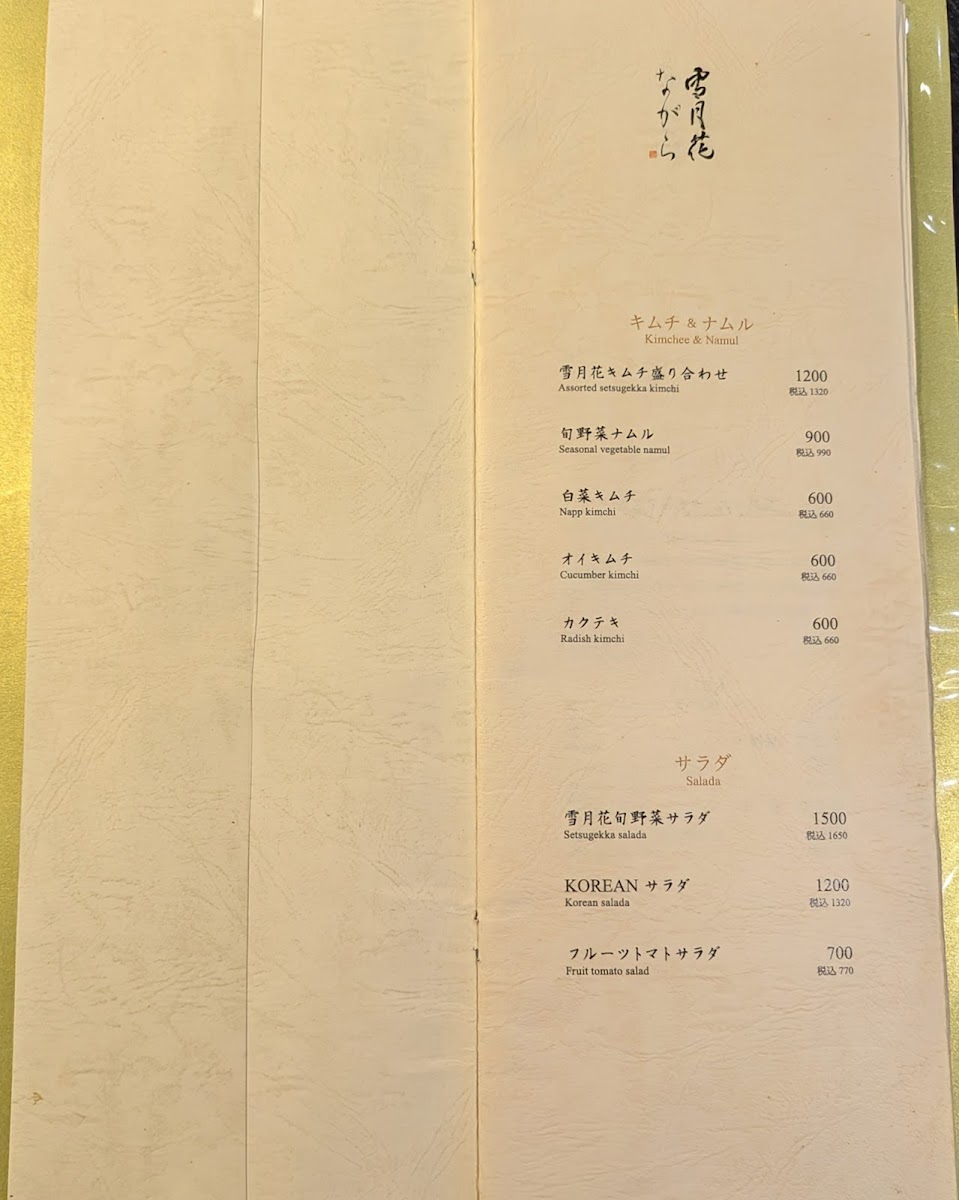 雪月花
ながら
キムチ & ナムル
Kimchee & Namul
雪月花キムチ盛り合わせ 1200
Assorted setsugekka kimchi 税込 1320
旬野菜ナムル 900
Seasonal vegetable namul 税込 990
白菜キムチ 600
Napp kimchi 税込 660
オイキムチ 600
Cucumber kimchi 税込 660
カクテキ 600
Radish kimchi 税込 660
サラダ
Salada
雪月花旬野菜サラダ 1500
Setsugekka salada 税込 1650
KOREAN サラダ 1200
Korean salada 税込 1320
フルーツトマトサラダ 700
Fruit tomato salad 税込 770